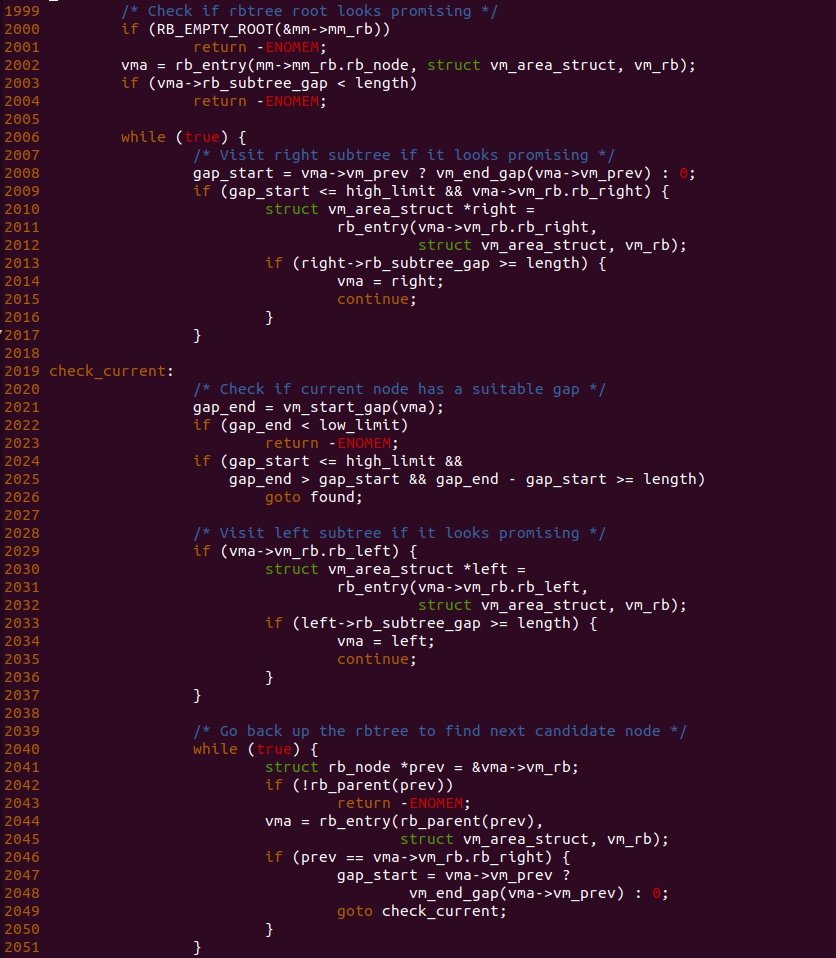 1999         /* Check if rbtree root looks promising */
2000         if (RB_EMPTY_ROOT(&mm->mm_rb))
2001                 return -ENOMEM;
2002         vma = rb_entry(mm->mm_rb.rb_node, struct vm_area_struct, vm_rb);
2003         if (vma->rb_subtree_gap < length)
2004                 return -ENOMEM;
2005
2006         while (true) {
2007                 /* Visit right subtree if it looks promising */
2008                 gap_start = vma->vm_prev ? vm_end_gap(vma->vm_prev) : 0;
2009                 if (gap_start <= high_limit && vma->vm_rb.rb_right) {
2010                         struct vm_area_struct *right =
2011                                 rb_entry(vma->vm_rb.rb_right,
2012                                          struct vm_area_struct, vm_rb);
2013                         if (right->rb_subtree_gap >= length) {
2014                                 vma = right;
2015                                 continue;
2016                         }
2017                 }
2018
2019 check_current:
2020                 /* Check if current node has a suitable gap */
2021                 gap_end = vm_start_gap(vma);
2022                 if (gap_end < low_limit)
2023                         return -ENOMEM;
2024                 if (gap_start <= high_limit &&
2025                     gap_end > gap_start && gap_end - gap_start >= length)
2026                         goto found;
2027
2028                 /* Visit left subtree if it looks promising */
2029                 if (vma->vm_rb.rb_left) {
2030                         struct vm_area_struct *left =
2031                                 rb_entry(vma->vm_rb.rb_left,
2032                                          struct vm_area_struct, vm_rb);
2033                         if (left->rb_subtree_gap >= length) {
2034                                 vma = left;
2035                                 continue;
2036                         }
2037                 }
2038
2039                 /* Go back up the rbtree to find next candidate node */
2040                 while (true) {
2041                         struct rb_node *prev = &vma->vm_rb;
2042                         if (!rb_parent(prev))
2043                                 return -ENOMEM;
2044                         vma = rb_entry(rb_parent(prev),
2045                                        struct vm_area_struct, vm_rb);
2046                         if (prev == vma->vm_rb.rb_right) {
2047                                 gap_start = vma->vm_prev ?
2048                                         vm_end_gap(vma->vm_prev) : 0;
2049                                 goto check_current;
2050                         }
2051                 }